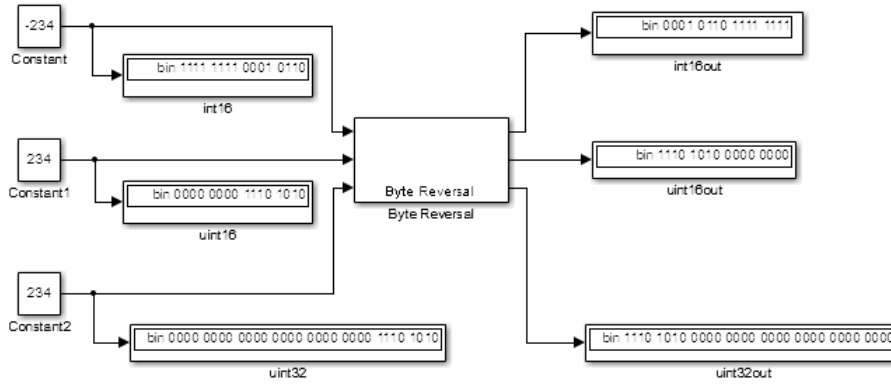 -234
Constant
bin 1111 1111 0001 0110
int16
234
Constant1
bin 0000 0000 1110 1010
uint16
234
Constant2
bin 0000 0000 0000 0000 0000 0000 1110 1010
uint32
Byte Reversal
Byte Reversal
bin 0001 0110 1111 1111
int16out
bin 1110 1010 0000 0000
uint16out
bin 1110 1010 0000 0000 0000 0000 0000 0000
uint32out